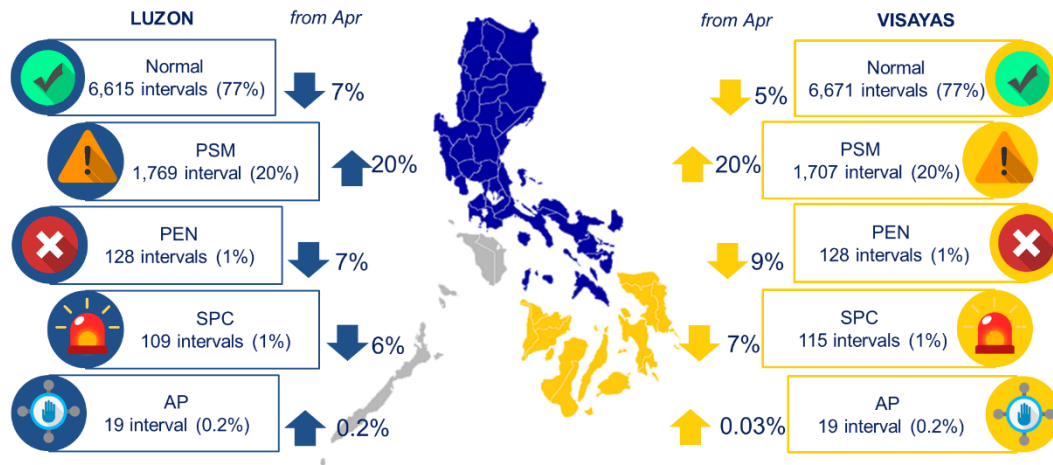 LUZON
from Apr
Normal
6,615 intervals (77%)
7%
PSM
1,769 interval (20%)
20%
PEN
128 intervals (1%)
7%
SPC
109 intervals (1%)
6%
AP
19 interval (0.2%)
0.2%
from Apr
VISAYAS
5%
Normal
6,671 intervals (77%)
20%
PSM
1,707 interval (20%)
9%
PEN
128 intervals (1%)
7%
SPC
115 intervals (1%)
0.03%
AP
19 interval (0.2%)